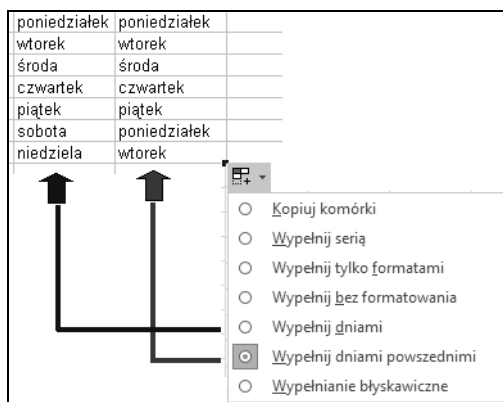 poniedziałek poniedziałek
wtorek wtorek
środa środa
czwartek czwartek
piątek piątek
sobota poniedziałek
niedziela wtorek
Kopiuj komórki
Wypełnij serią
Wypełnij tylko formatami
Wypełnij bez formatowania
Wypełnij dniami
Wypełnij dniami powszednimi
Wypełnianie błyskawiczne